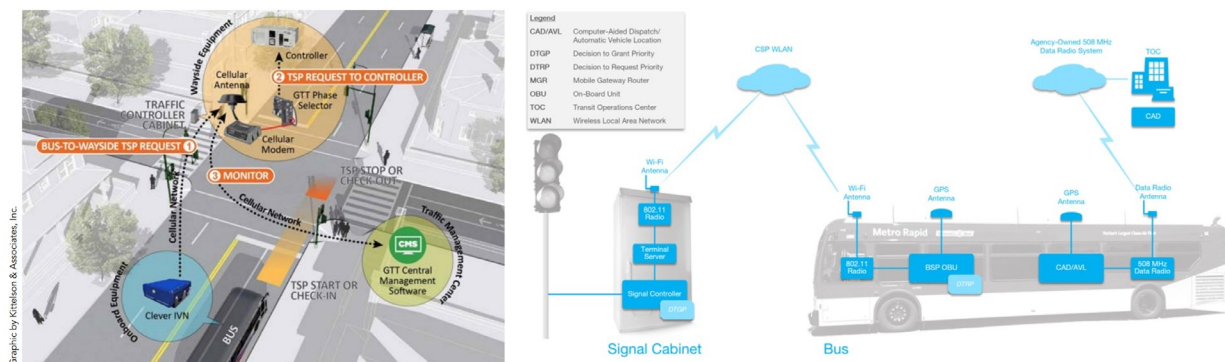 Graphic by Kittelson & Associates, Inc.
Wayside Equipment
Controller
Cellular
Antenna
2 TSP REQUEST TO CONTROLLER
GTT Phase
Selector
TRAFFIC
CONTROLLER
CABINET
Cellular
Modem
BUS-TO-WAYSIDE TSP REQUEST 1
3 MONITOR
TSP STOP OR
CHECK-OUT
Cellular Network
Cellular Network
Traffic Management Center
CMS
GTT Central
Management
Software
TSP START OR
CHECK-IN
Onboard Equipment
Clever IVN
BUS
Legend
CAD/AVL Computer-Aided Dispatch/
Automatic Vehicle Location
DTGP Decision to Grant Priority
DTRP Decision to Request Priority
MGR Mobile Gateway Router
OBU On-Board Unit
TOC Transit Operations Center
WLAN Wireless Local Area Network
CSP WLAN
Agency-Owned 508 MHz
Data Radio System
TOC
CAD
Wi-Fi
Antenna
802.11
Radio
Terminal
Server
Signal Controller
DTGP
Signal Cabinet
Wi-Fi
Antenna
GPS
Antenna
GPS
Antenna
Data Radio
Antenna
Metro Rapid
802.11
Radio
BSP OBU
DTRP
CAD/AVL
508 MHz
Data Radio
Bus